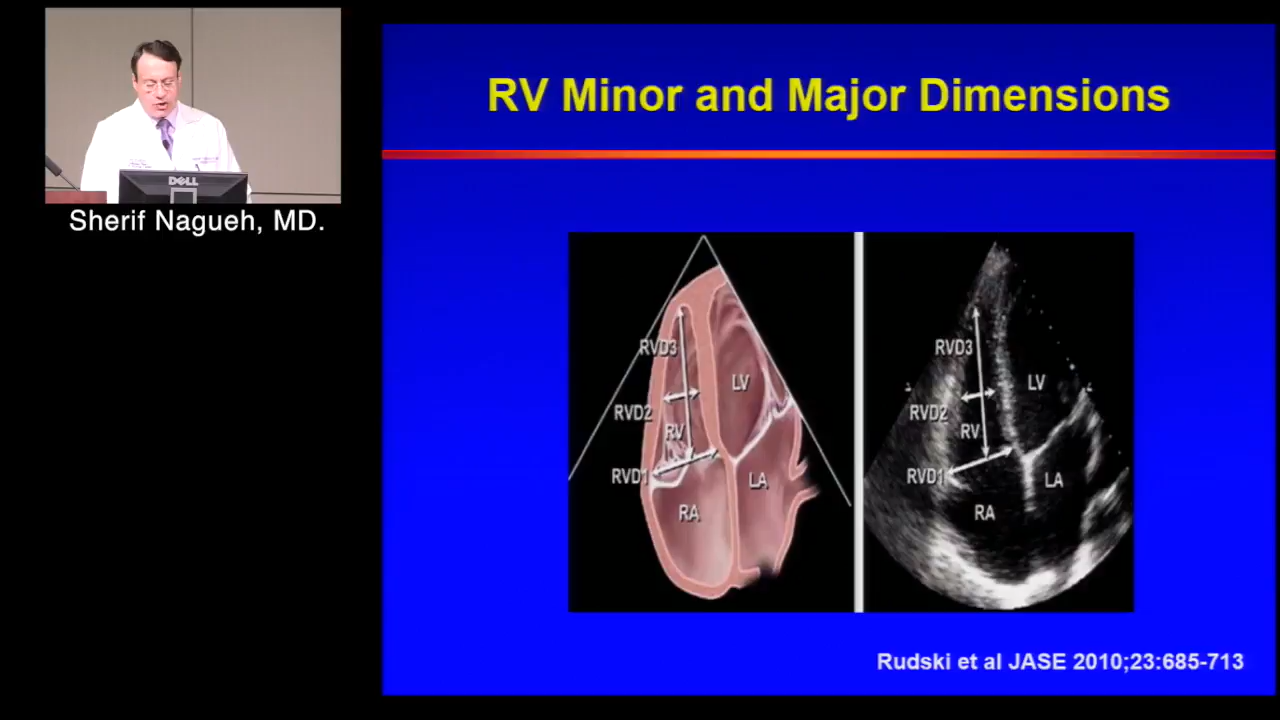 RV Minor and Major Dimensions
DELL
Sherif Nagueh, MD.
RVD3
LV
RVD2
RV
RVD1
LA
RA
RVD3
LV
RVD2
RV
RVD1
LA
RA
Rudski et al JASE 2010;23:685-713